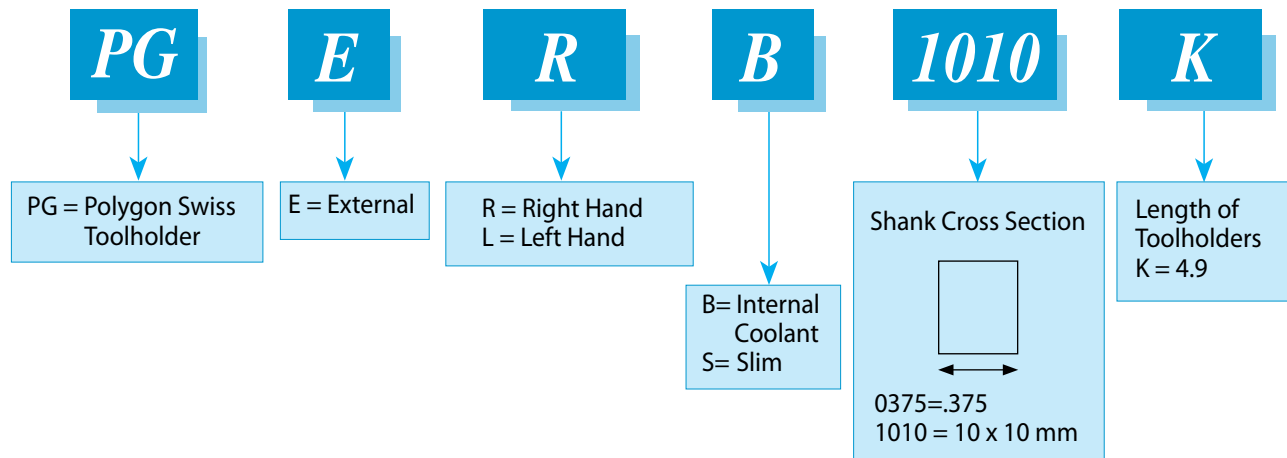 PG E R B 1010 K
PG = Polygon Swiss
Toolholder
E = External
R = Right Hand
L = Left Hand
B= Internal
Coolant
S= Slim
Shank Cross Section
0375=.375
1010 = 10 x 10 mm
Length of
Toolholders
K = 4.9